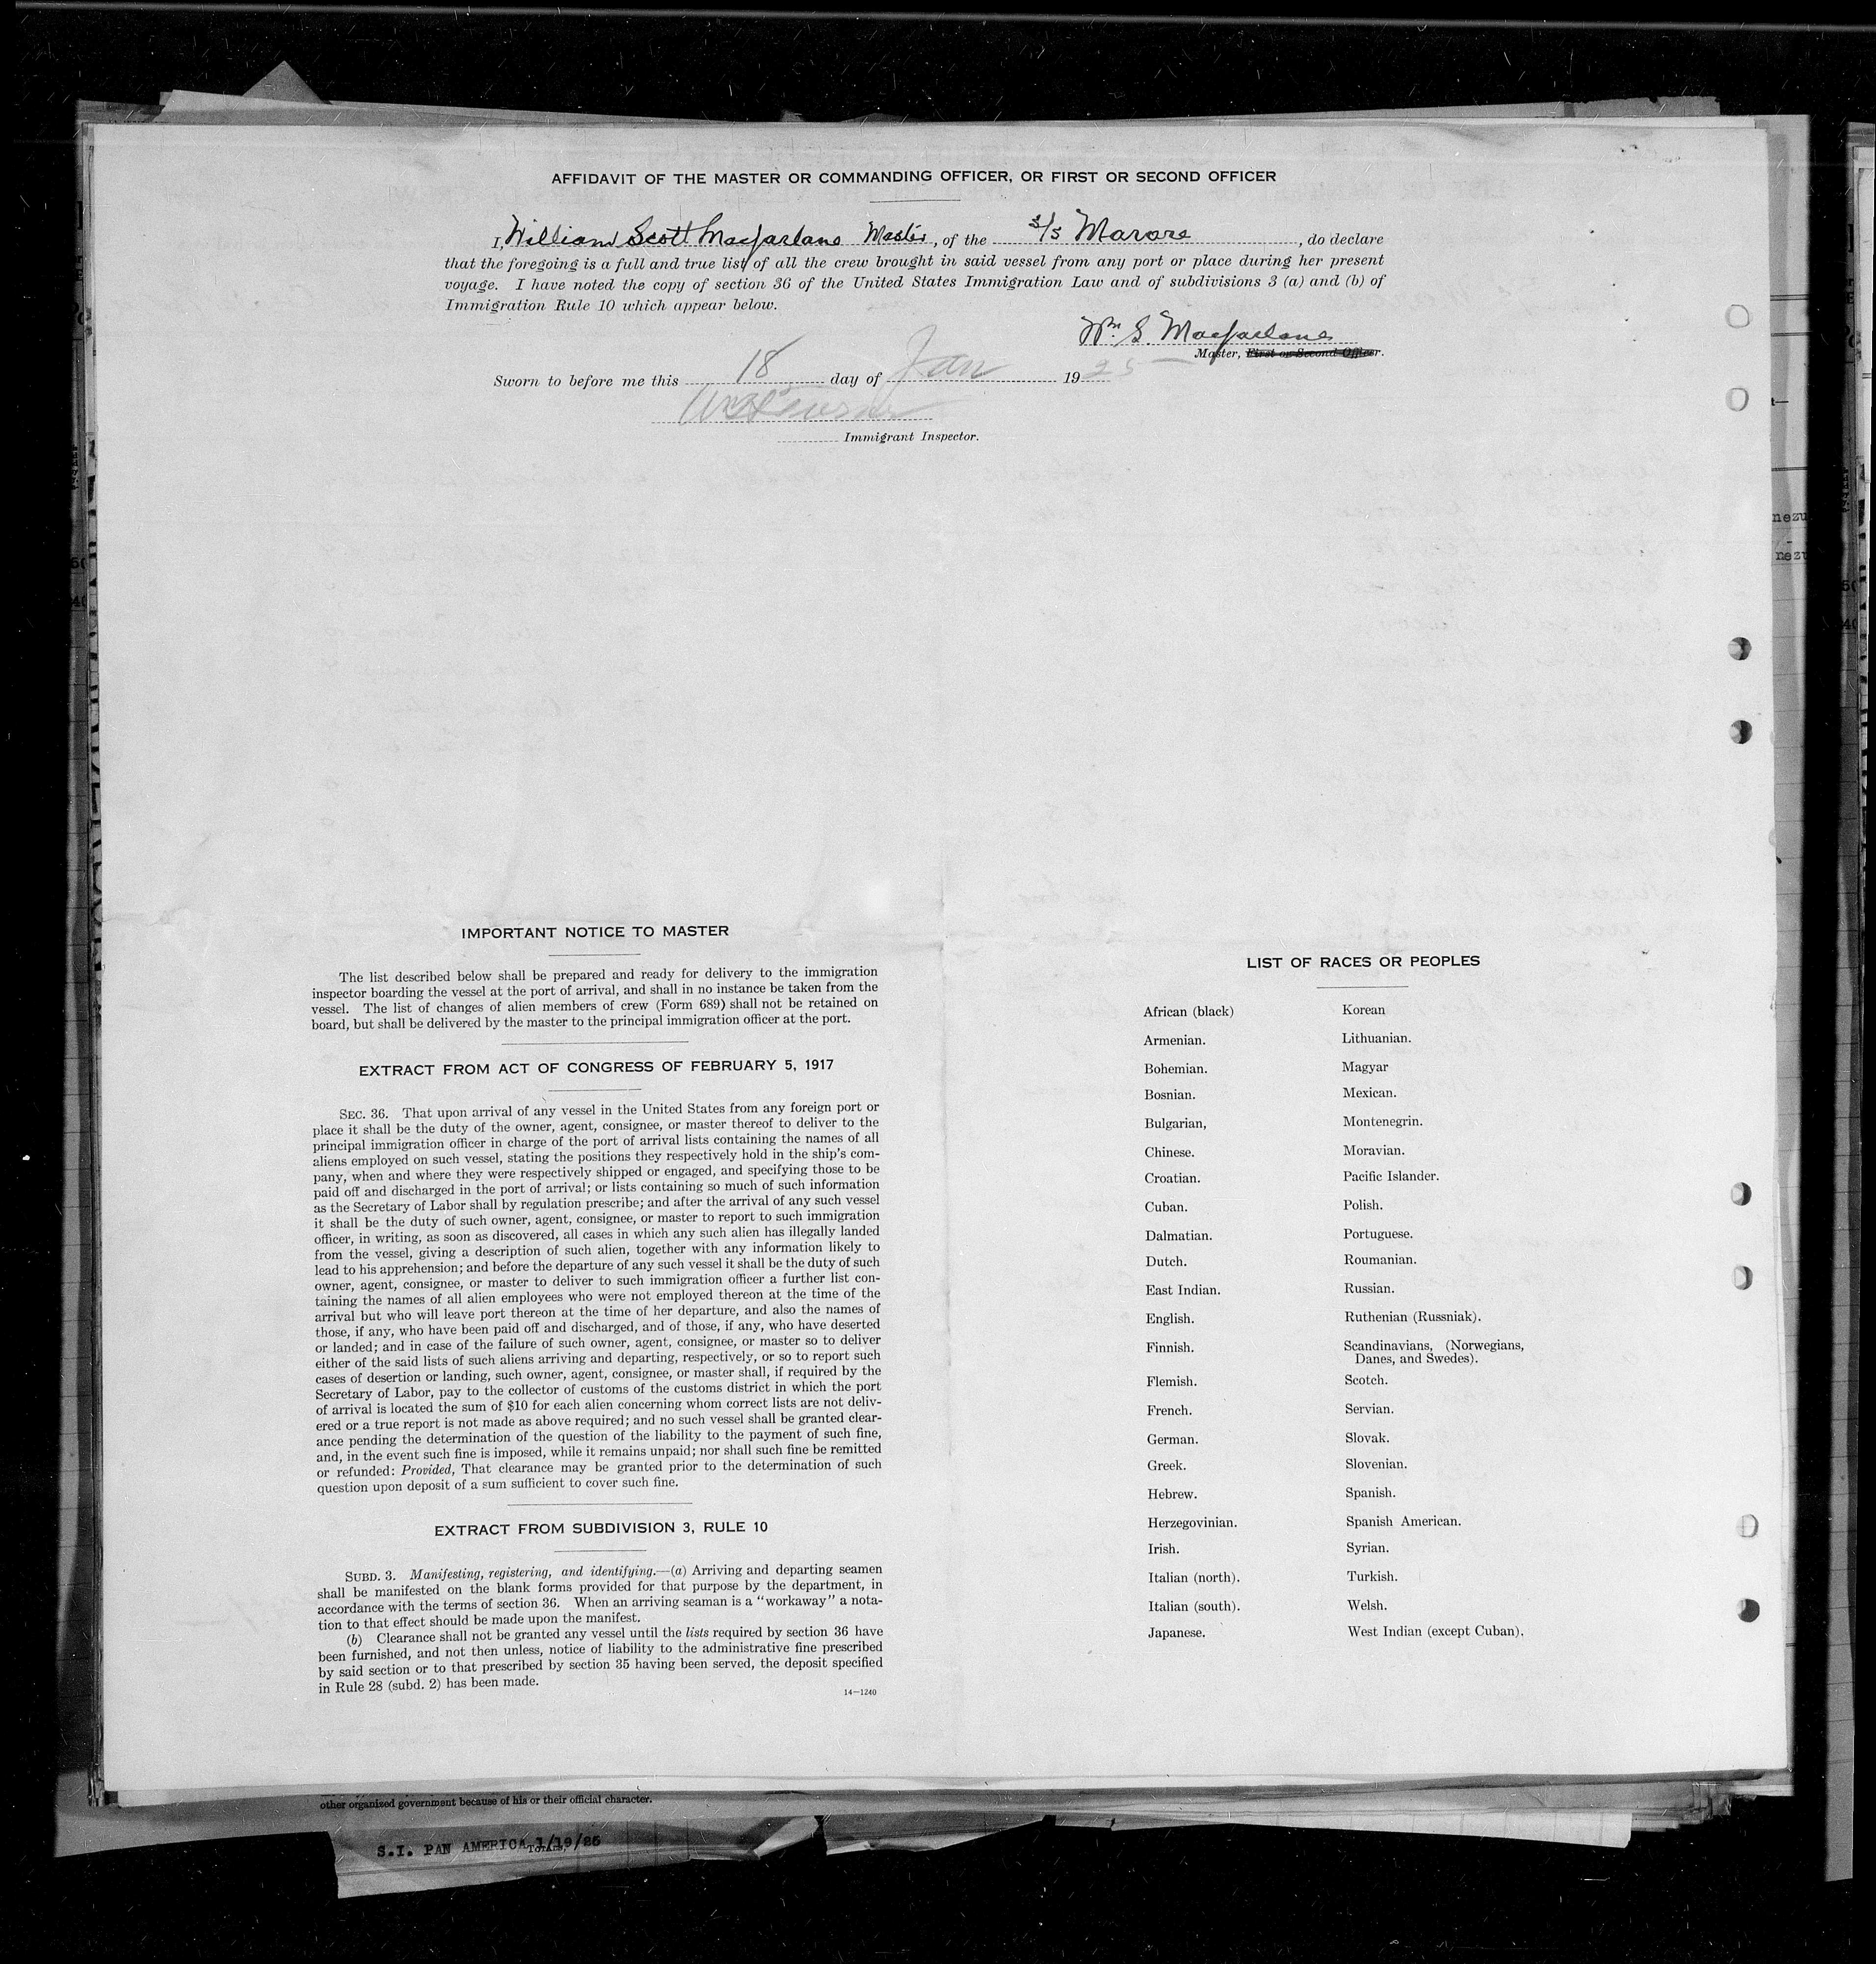 AFFIDAVIT OF THE MASTER OR COMMANDING OFFICER, OR FIRST OR SECOND OFFICER
I, William Scott Macfarlane Master, of the S/S Marore, do declare
that the foregoing is a full and true list of all the crew brought in said vessel from any port or place during her present
voyage. I have noted the copy of section 36 of the United States Immigration Law and of subdivisions 3 (a) and (b) of
Immigration Rule 10 which appear below.
Wm. S. Macfarlane
Master, First or Second Officer.
Sworn to before me this 18 day of Jan 1925
Immigrant Inspector.
IMPORTANT NOTICE TO MASTER
The list described below shall be prepared and ready for delivery to the immigration
inspector boarding the vessel at the port of arrival, and shall in no instance be taken from the
vessel. The list of changes of alien members of crew (Form 689) shall not be retained on
board, but shall be delivered by the master to the principal immigration officer at the port.
EXTRACT FROM ACT OF CONGRESS OF FEBRUARY 5, 1917
SEC. 36. That upon arrival of any vessel in the United States from any foreign port or
place it shall be the duty of the owner, agent, consignee, or master thereof to deliver to the
principal immigration officer in charge of the port of arrival lists containing the names of all
aliens employed on such vessel, stating the positions they respectively hold in the ship's com-
pany, when and where they were respectively shipped or engaged, and specifying those to be
paid off and discharged in the port of arrival; or lists containing so much of such information
as the Secretary of Labor shall by regulation prescribe; and after the arrival of any such vessel
it shall be the duty of such owner, agent, consignee, or master to report to such immigration
officer, in writing, as soon as discovered, all cases in which any such alien has illegally landed
from the vessel, giving a description of such alien, together with any information likely to
lead to his apprehension; and before the departure of any such vessel it shall be the duty of such
owner, agent, consignee, or master to deliver to such immigration officer a further list con-
taining the names of all alien employees who were not employed thereon at the time of the
arrival but who will leave port thereon at the time of her departure, and also the names of
those, if any, who have been paid off and discharged, and of those, if any, who have deserted
or landed; and in case of the failure of such owner, agent, consignee, or master so to deliver
either of the said lists of such aliens arriving and departing, respectively, or so to report such
cases of desertion or landing, such owner, agent, consignee, or master shall, if required by the
Secretary of Labor, pay to the collector of customs of the customs district in which the port
of arrival is located the sum of $10 for each alien concerning whom correct lists are not deliv-
ered or a true report is not made as above required; and no such vessel shall be granted clear-
ance pending the determination of the question of the liability to the payment of such fine,
and, in the event such fine is imposed, while it remains unpaid; nor shall such fine be remitted
or refunded: Provided, That clearance may be granted prior to the determination of such
question upon deposit of a sum sufficient to cover such fine.
EXTRACT FROM SUBDIVISION 3, RULE 10
SUBD. 3. Manifesting, registering, and identifying.—(a) Arriving and departing seamen
shall be manifested on the blank forms provided for that purpose by the department, in
accordance with the terms of section 36. When an arriving seaman is a "workaway" a nota-
tion to that effect should be made upon the manifest.
(b) Clearance shall not be granted any vessel until the lists required by section 36 have
been furnished, and not then unless, notice of liability to the administrative fine prescribed
by said section or to that prescribed by section 35 having been served, the deposit specified
in Rule 28 (subd. 2) has been made.
14—1240
LIST OF RACES OR PEOPLES
African (black)
Armenian.
Bohemian.
Bosnian.
Bulgarian,
Chinese.
Croatian.
Cuban.
Dalmatian.
Dutch.
East Indian.
English.
Finnish.
Flemish.
French.
German.
Greek.
Hebrew.
Herzegovinian.
Irish.
Italian (north).
Italian (south).
Japanese.
Korean
Lithuanian.
Magyar
Mexican.
Montenegrin.
Moravian.
Pacific Islander.
Polish.
Portuguese.
Roumanian.
Russian.
Ruthenian (Russniak).
Scandinavians, (Norwegians,
Danes, and Swedes).
Scotch.
Servian.
Slovak.
Slovenian.
Spanish.
Spanish American.
Syrian.
Turkish.
Welsh.
West Indian (except Cuban),
other organized government because of his or their official character.
S.I. PAN AMERICA 1/19/25